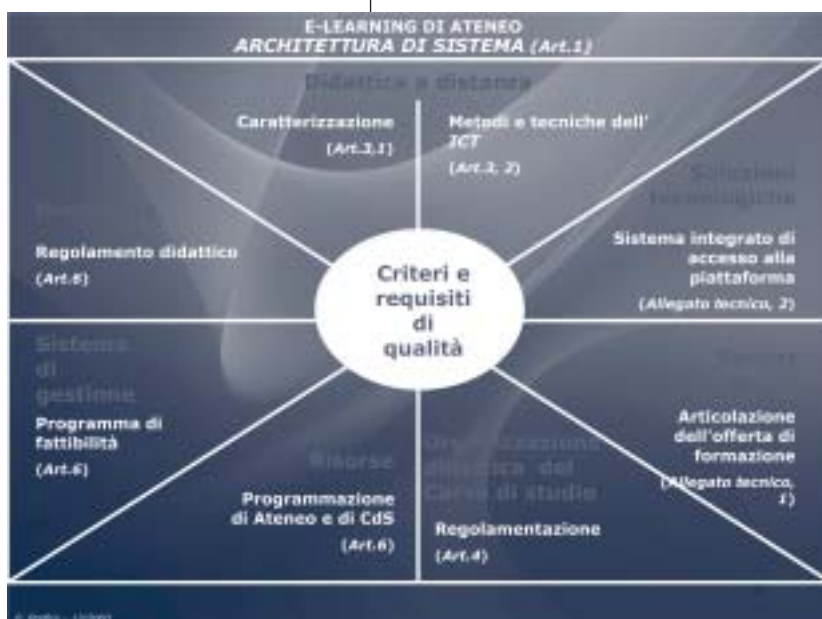 E-LEARNING DI ATENEO
ARCHITETTURA DI SISTEMA (Art.1)
Didattica a distanza
Caratterizzazione
(Art.3,1)
Metodi e tecniche dell'
ICT
(Art.3, 2)
Soluzioni
tecnologiche
Regolamento didattico
(Art.6)
Sistema integrato di
accesso alla
piattaforma
(Allegato tecnico, 2)
Criteri e
requisiti
di
qualità
Sistema
di
gestione
Programma di
fattibilità
(Art.6)
Risorse
Programmazione
di Ateneo e di CdS
(Art.6)
Organizzazione
didattica del
Corso di studio
Regolamentazione
(Art.4)
Articolazione
dell'offerta di
formazione
(Allegato tecnico,
1)